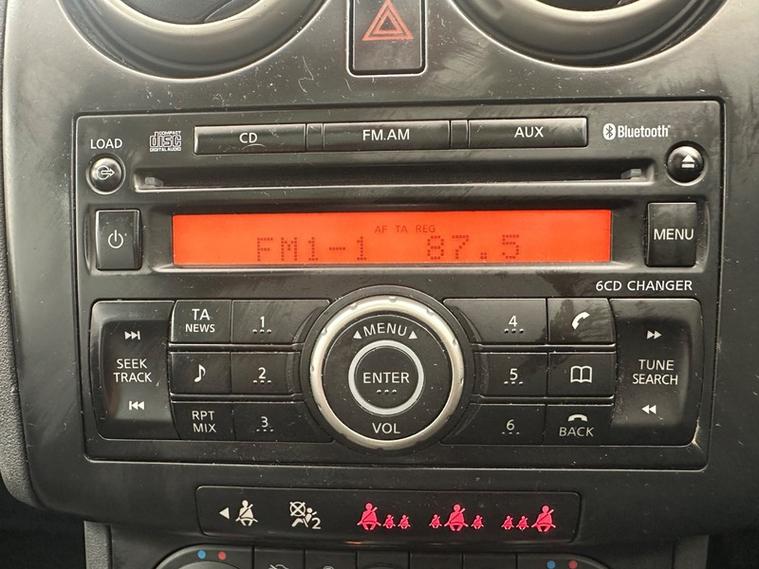 LOAD
COMPACT
disc
DIGITAL AUDIO
CD
FM.AM
AUX
Bluetooth®
AF TA REG
FM1-1 87.5
MENU
6CD CHANGER
TA
NEWS
1
MENU
4
SEEK
TRACK
2
ENTER
5
TUNE
SEARCH
RPT
MIX
3
VOL
6
BACK
2